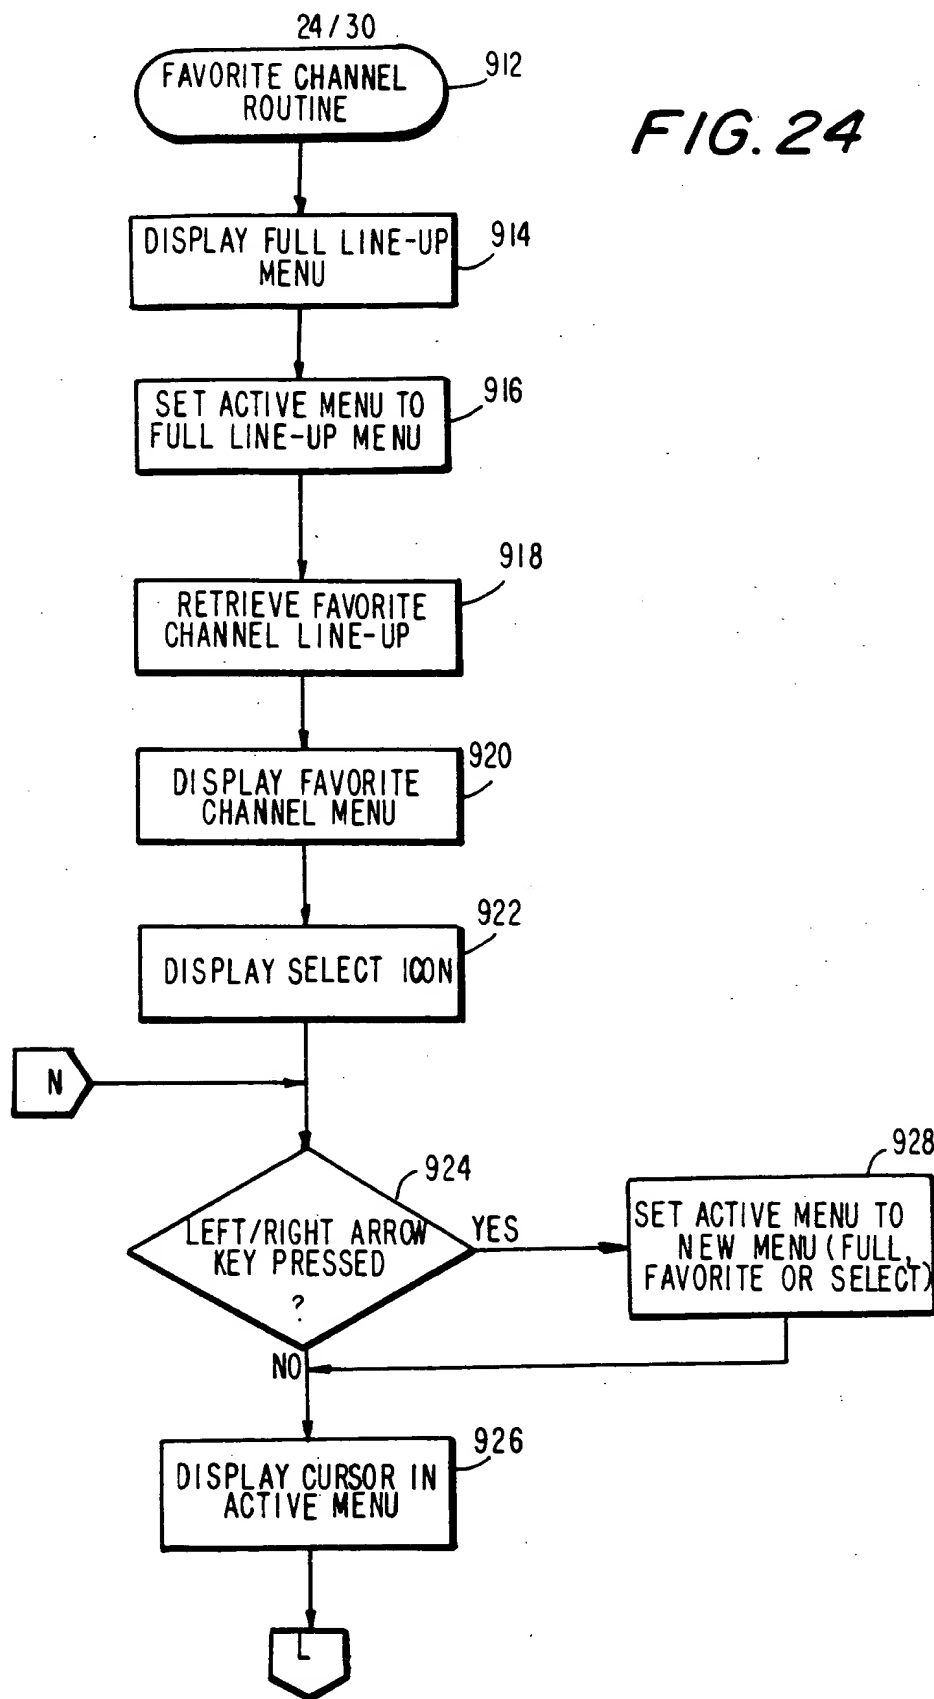 24/30
FAVORITE CHANNEL
ROUTINE
912
FIG. 24
DISPLAY FULL LINE-UP
MENU
914
SET ACTIVE MENU TO
FULL LINE-UP MENU
916
918
RETRIEVE FAVORITE
CHANNEL LINE-UP
920
DISPLAY FAVORITE
CHANNEL MENU
922
DISPLAY SELECT ICON
N
924
LEFT/RIGHT ARROW
KEY PRESSED
?
YES
928
SET ACTIVE MENU TO
NEW MENU (FULL,
FAVORITE OR SELECT)
NO
926
DISPLAY CURSOR IN
ACTIVE MENU
L